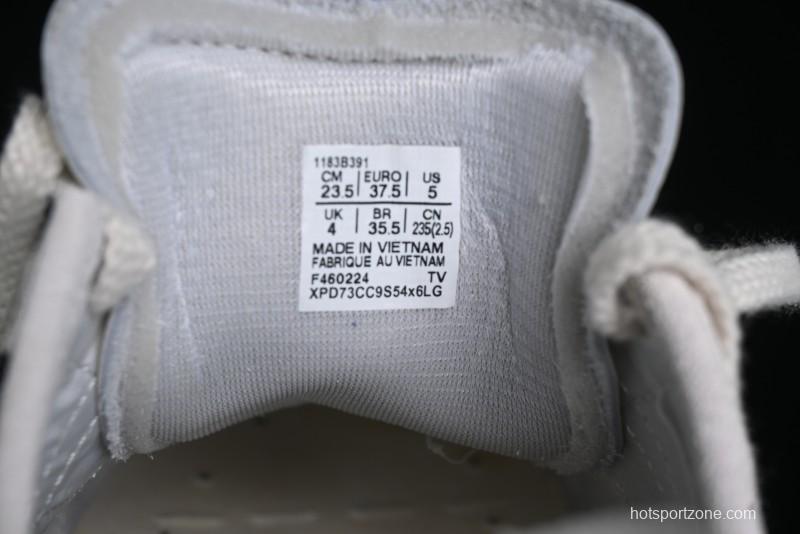 1183B391
CM EURO US
23.5 37.5 5
UK BR CN
4 35.5 235(2.5)
MADE IN VIETNAM
FABRIQUE AU VIETNAM
F460224 TV
XPD73CC9S54x6LG
hotsportzone.com